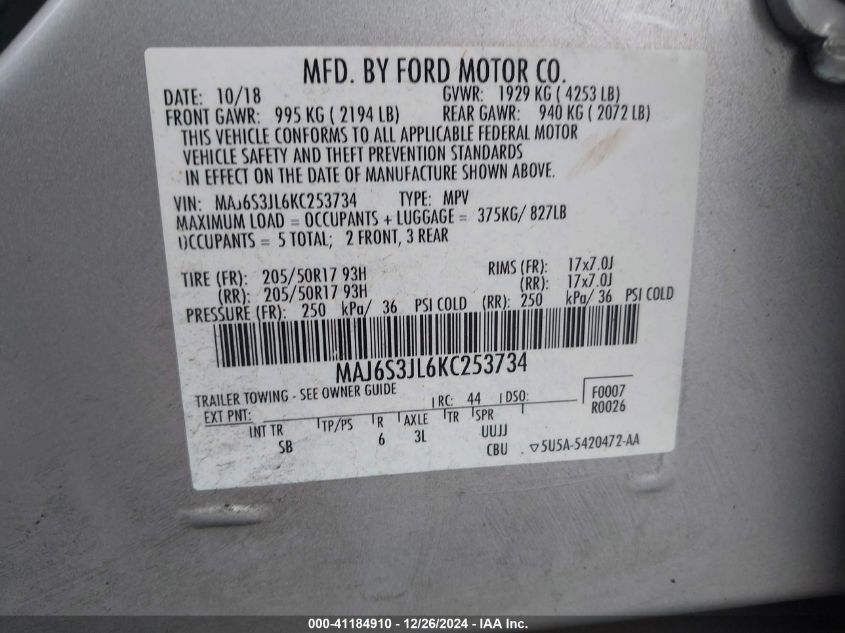 MFD. BY FORD MOTOR CO.
DATE: 10/18 GVWR: 1929 KG ( 4253 LB)
FRONT GAWR: 995 KG ( 2194 LB) REAR GAWR: 940 KG ( 2072 LB)
THIS VEHICLE CONFORMS TO ALL APPLICABLE FEDERAL MOTOR
VEHICLE SAFETY AND THEFT PREVENTION STANDARDS
IN EFFECT ON THE DATE OF MANUFACTURE SHOWN ABOVE.
VIN: MAJ6S3JL6KC253734 TYPE: MPV
MAXIMUM LOAD = OCCUPANTS + LUGGAGE = 375KG/ 827LB
OCCUPANTS = 5 TOTAL; 2 FRONT, 3 REAR
TIRE (FR): 205/50R17 93H RIMS (FR): 17x7.0J
(RR): 205/50R17 93H (RR): 17x7.0J
PRESSURE (FR): 250 kPa/ 36 PSI COLD (RR): 250 kPa/ 36 PSI COLD
MAJ6S3JL6KC253734
TRAILER TOWING - SEE OWNER GUIDE
EXT PNT: RC: 44 DSO: F0007
R0026
INT TR TP/PS R AXLE TR SPR
SB 6 3L UUJJ
CBU . ▽5U5A-5420472-AA
000-41184910 - 12/26/2024 - IAA Inc.